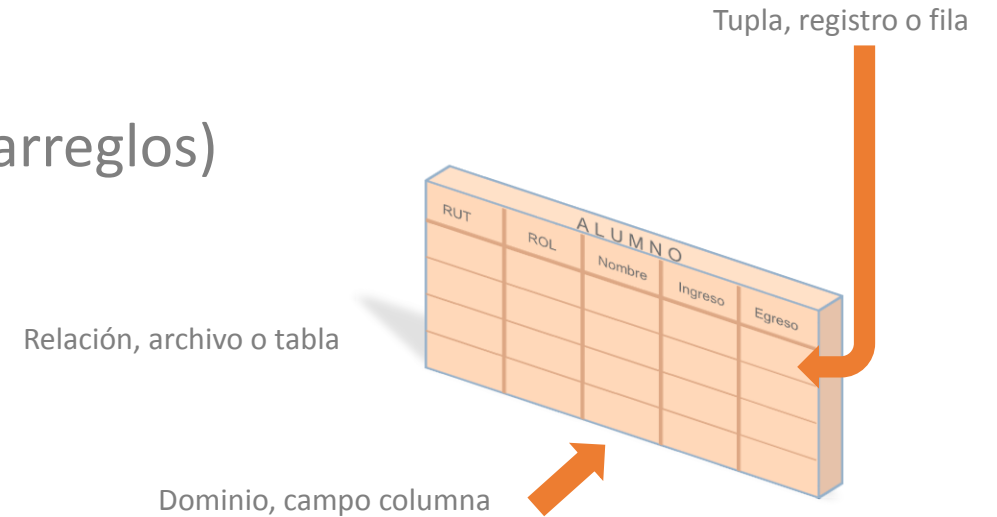 Tupla, registro o fila
arreglos)
ALUMNO
RUT
ROL
Nombre
Ingreso
Egreso
Relación, archivo o tabla
Dominio, campo columna